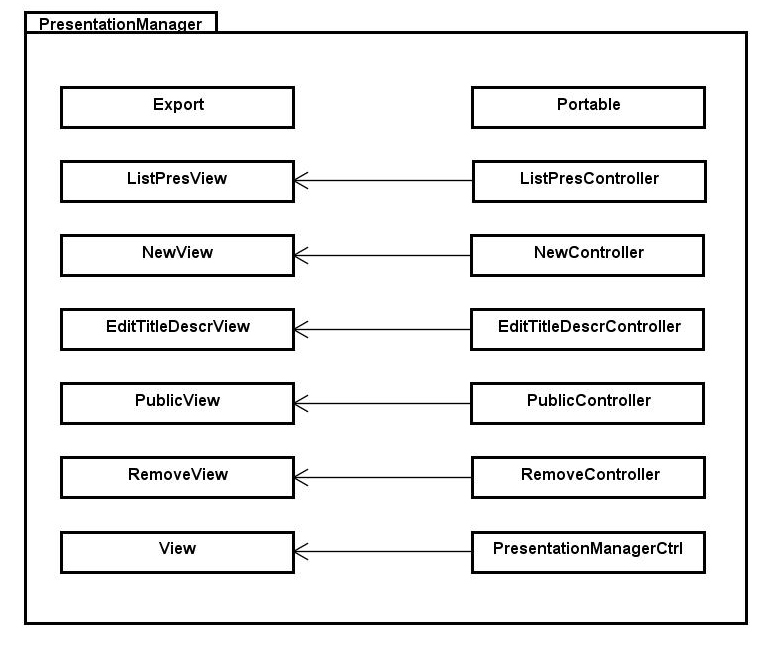 PresentationManager
Export
Portable
ListPresView
ListPresController
NewView
NewController
EditTitleDescrView
EditTitleDescrController
PublicView
PublicController
RemoveView
RemoveController
View
PresentationManagerCtrl